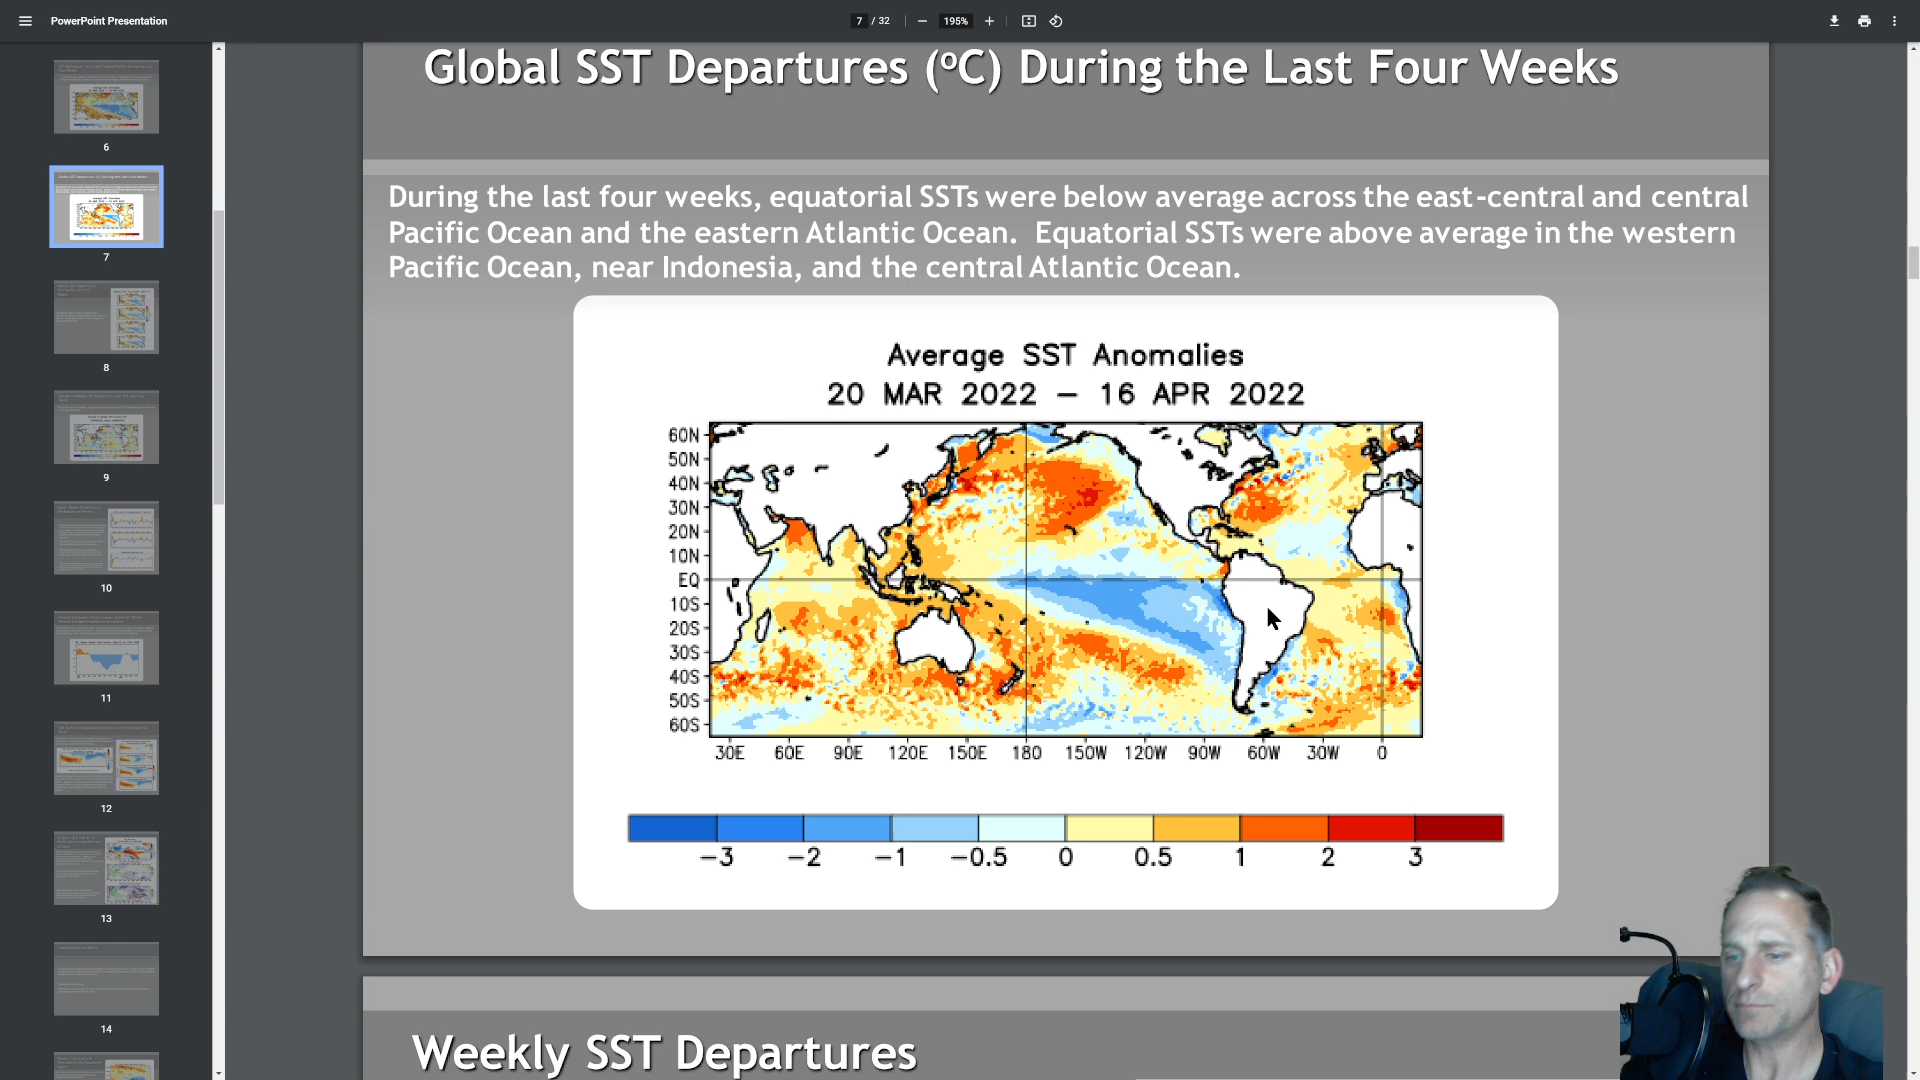 PowerPoint Presentation
7 / 32
195%
Global SST Departures (ºC) During the Last Four Weeks
During the last four weeks, equatorial SSTs were below average across the east-central and central
Pacific Ocean and the eastern Atlantic Ocean. Equatorial SSTs were above average in the western
Pacific Ocean, near Indonesia, and the central Atlantic Ocean.
Average SST Anomalies
20 MAR 2022 – 16 APR 2022
60N
50N
40N
30N
20N
10N
EQ
10S
20S
30S
40S
50S
60S
30E 60E 90E 120E 150E 180 150W 120W 90W 60W 30W 0
-3 -2 -1 -0.5 0 0.5 1 2 3
Weekly SST Departures
6
7
8
9
10
11
12
13
14